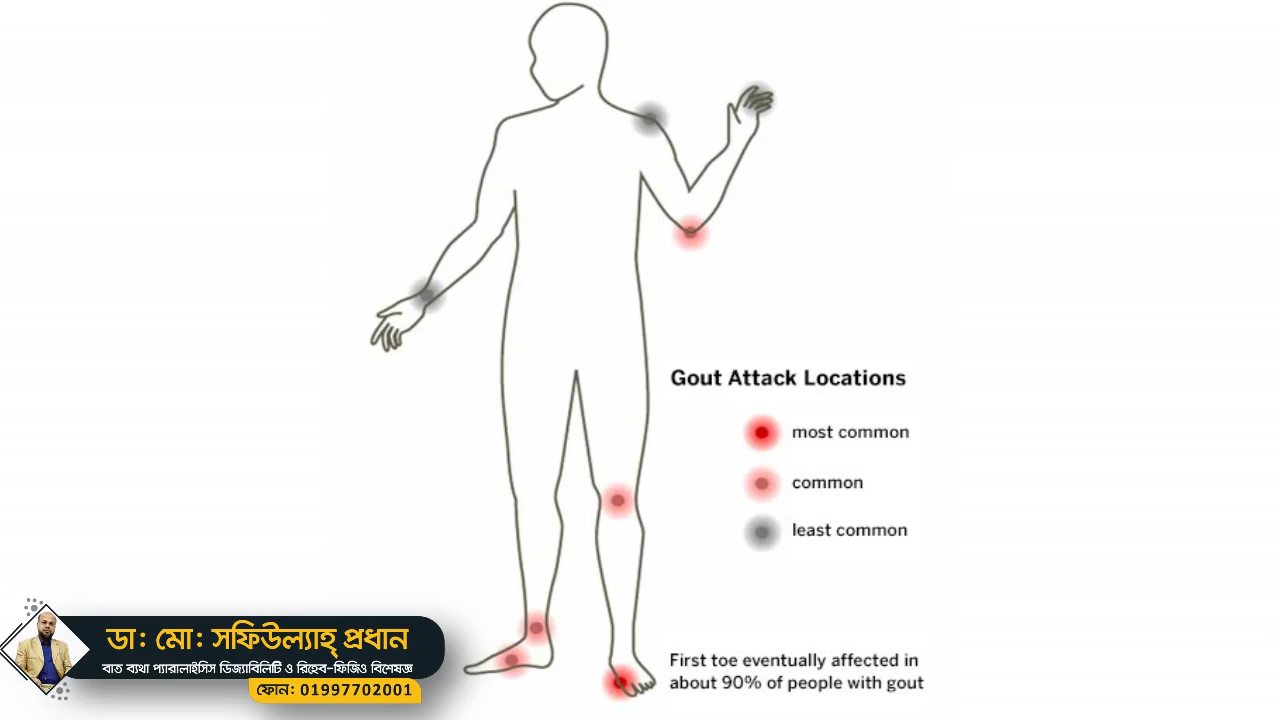 Gout Attack Locations
most common
common
least common
First toe eventually affected in
about 90% of people with gout
ডা: মো: সফিউল্যাহ্ প্রধান
বাত ব্যথা প্যারালাইসিস ডিজ্যাবিলিটি ও রিহেব-ফিজিও বিশেষজ্ঞ
ফোন: 01997702001